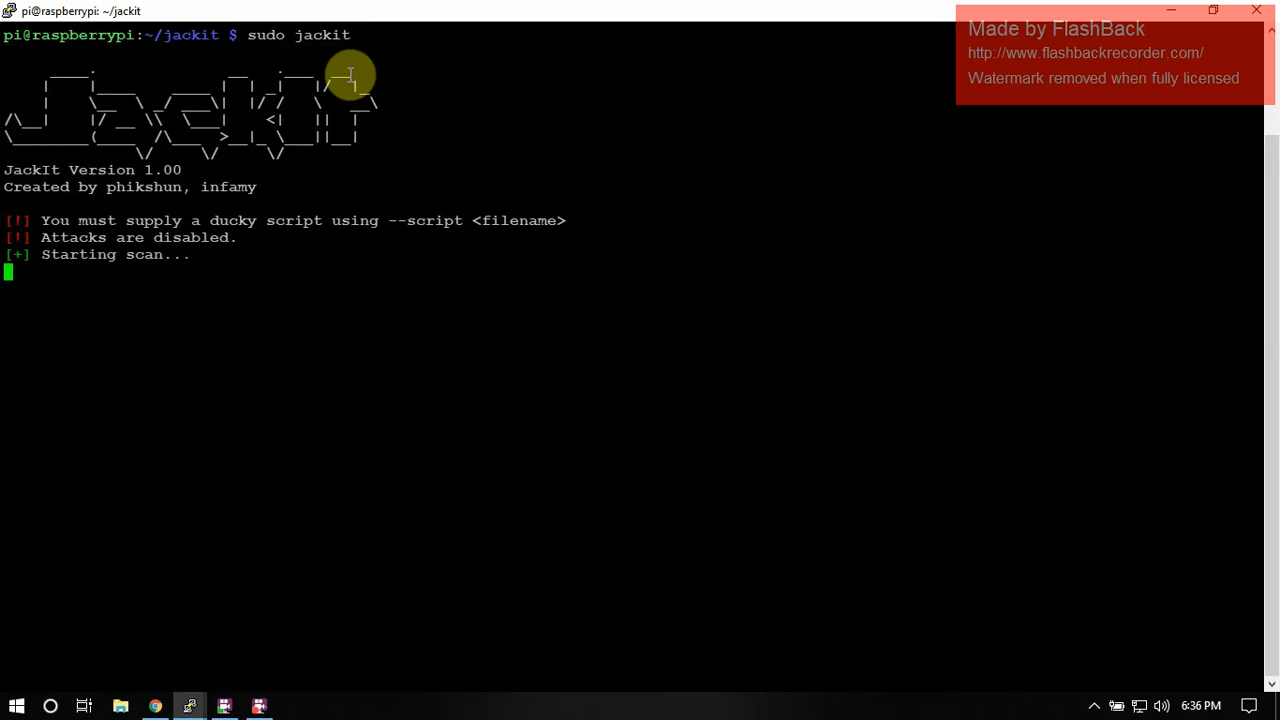 pi@raspberrypi: ~/jackit
Made by FlashBack
http://www.flashbackrecorder.com/
Watermark removed when fully licensed
pi@raspberrypi:~/jackit $ sudo jackit
JackIt
JackIt Version 1.00
Created by phikshun, infamy
[!] You must supply a ducky script using --script <filename>
[!] Attacks are disabled.
[+] Starting scan...
6:36 PM